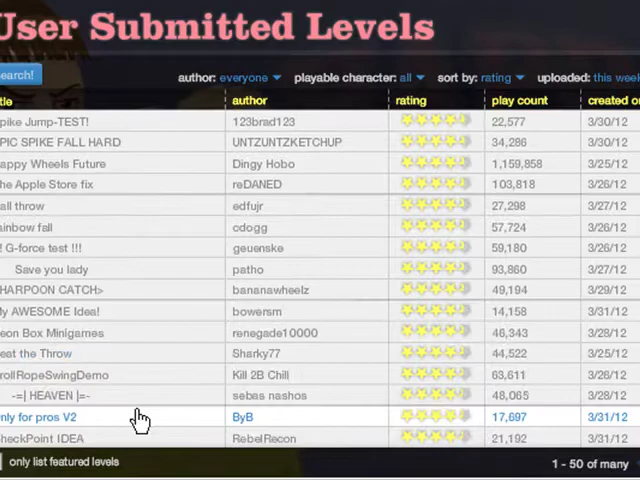 User Submitted Levels
search!
author: everyone playable character: all sort by: rating uploaded: this week
title author rating play count created on
pike Jump-TEST! 123brad123 22,577 3/30/12
PIC SPIKE FALL HARD UNTZUNTZKETCHUP 34,286 3/30/12
appy Wheels Future Dingy Hobo 1,159,858 3/25/12
he Apple Store fix reDANED 103,818 3/26/12
all throw edfujr 27,298 3/27/12
ainbow fall cdogg 57,724 3/26/12
! G-force test !!! geuenske 59,180 3/26/12
Save you lady patho 93,860 3/27/12
HARPOON CATCH> bananawheelz 49,194 3/29/12
My AWESOME Idea! bowersm 14,158 3/31/12
eon Box Minigames renegade10000 46,343 3/28/12
eat the Throw Sharky77 44,522 3/25/12
rollRopeSwingDemo Kill 2B Chill 63,611 3/26/12
-=| HEAVEN |=- sebas nashos 48,065 3/28/12
nly for pros V2 ByB 17,697 3/31/12
heckPoint IDEA RebelRecon 21,192 3/31/12
only list featured levels 1 - 50 of many